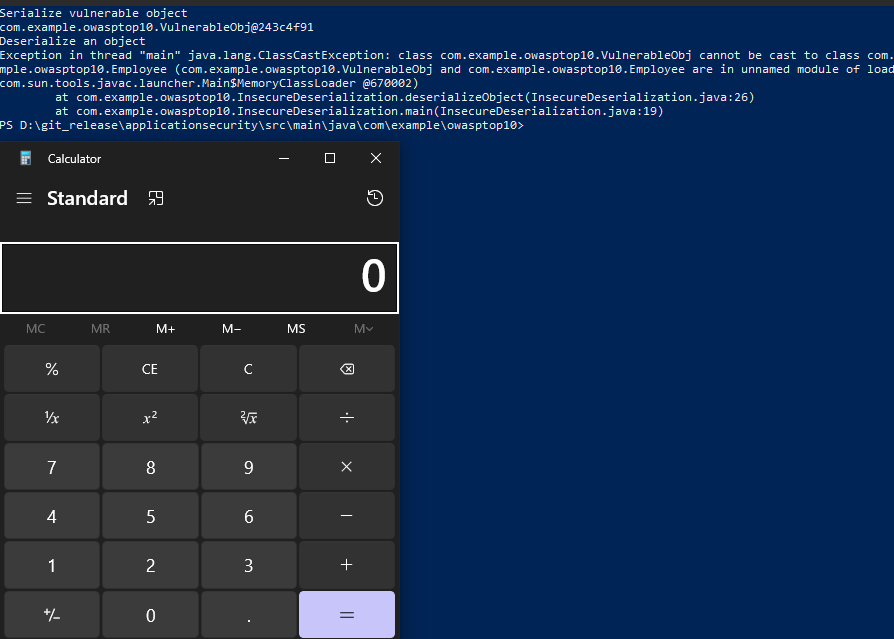 Serialize vulnerable object
com.example.owasptop10.VulnerableObj@243c4f91
Deserialize an object
Exception in thread "main" java.lang.ClassCastException: class com.example.owasptop10.VulnerableObj cannot be cast to class com.
mple.owasptop10.Employee (com.example.owasptop10.VulnerableObj and com.example.owasptop10.Employee are in unnamed module of load
com.sun.tools.javac.launcher.Main$MemoryClassLoader @670002)
        at com.example.owasptop10.InsecureDeserialization.deserializeObject(InsecureDeserialization.java:26)
        at com.example.owasptop10.InsecureDeserialization.main(InsecureDeserialization.java:19)
PS D:\git_release\applicationsecurity\src\main\java\com\example\owasptop10>
Calculator
Standard
0
MC MR M+ M− MS M
% CE C
¹/x x² ²√x ÷
7 8 9 ×
4 5 6 −
1 2 3 +
+/− 0 . =